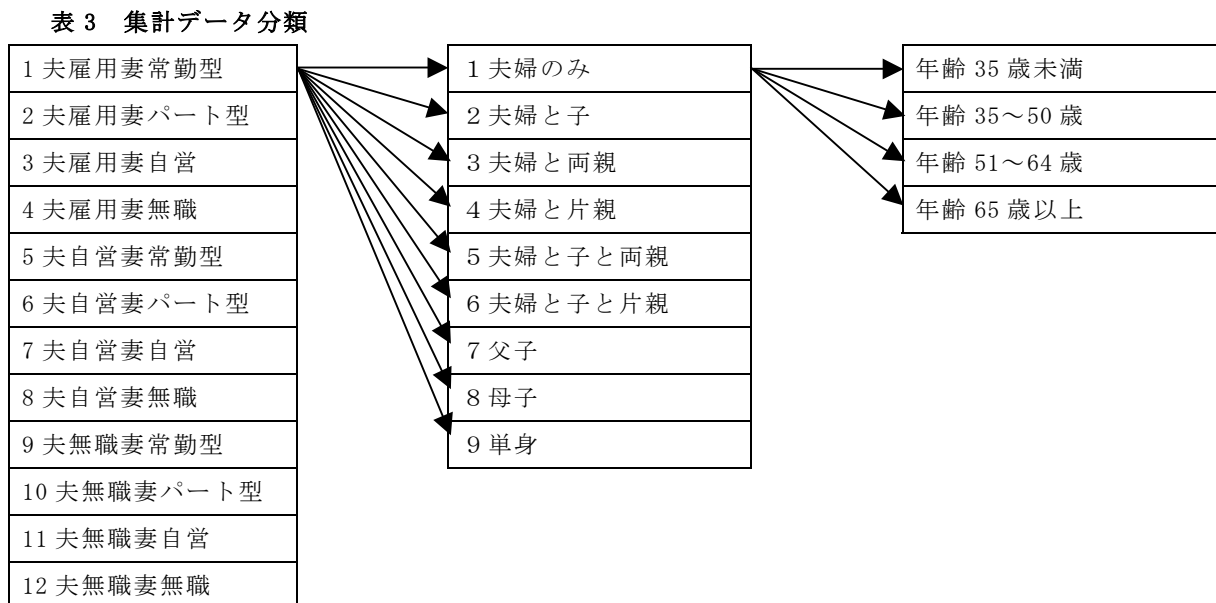 表 3　集計データ分類
1 夫雇用妻常勤型
2 夫雇用妻パート型
3 夫雇用妻自営
4 夫雇用妻無職
5 夫自営妻常勤型
6 夫自営妻パート型
7 夫自営妻自営
8 夫自営妻無職
9 夫無職妻常勤型
10 夫無職妻パート型
11 夫無職妻自営
12 夫無職妻無職
1 夫婦のみ
2 夫婦と子
3 夫婦と両親
4 夫婦と片親
5 夫婦と子と両親
6 夫婦と子と片親
7 父子
8 母子
9 単身
年齢 35 歳未満
年齢 35～50 歳
年齢 51～64 歳
年齢 65 歳以上